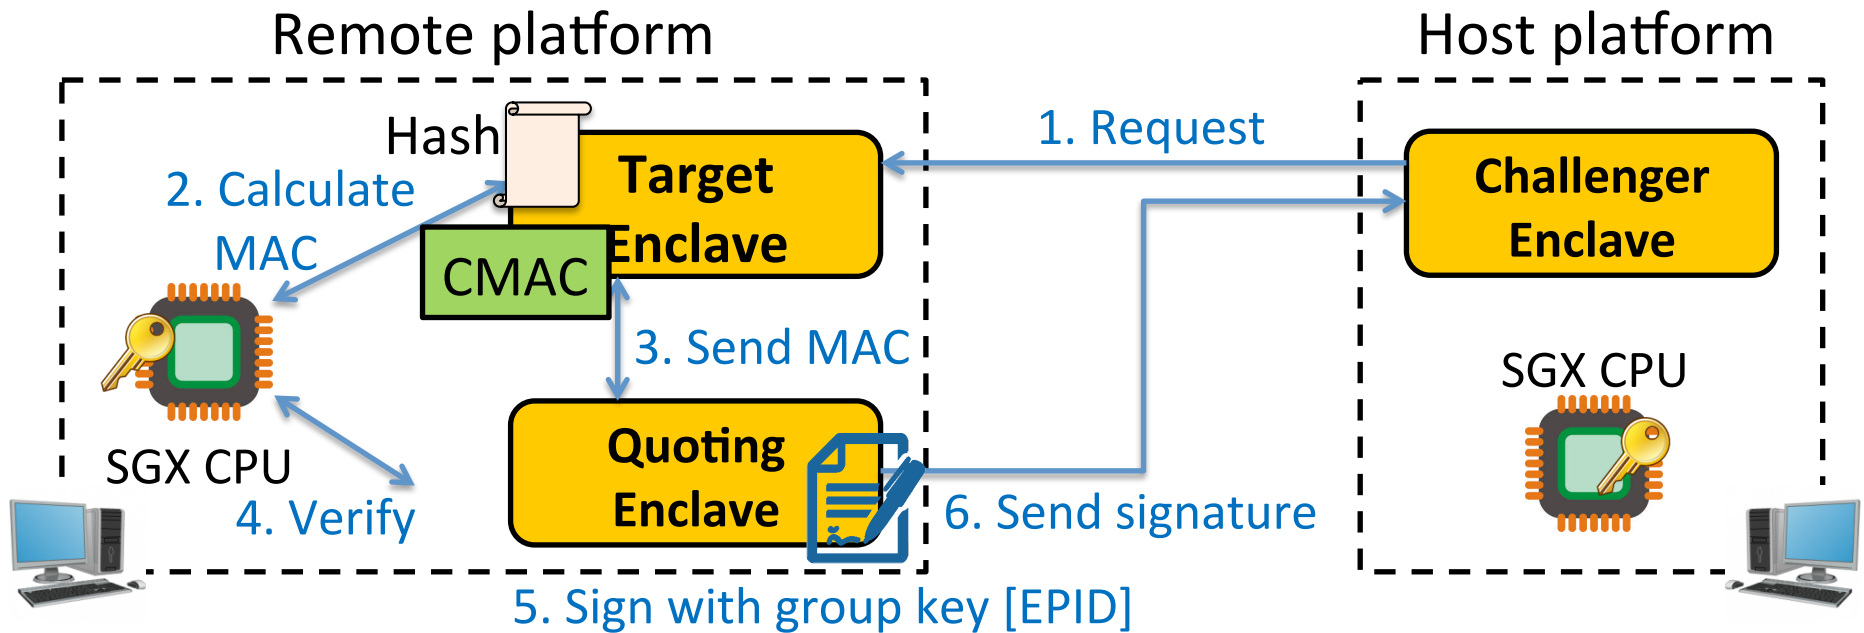 Remote platform
Host platform
Hash
1. Request
Target
Enclave
Challenger
Enclave
2. Calculate
MAC
CMAC
3. Send MAC
SGX CPU
SGX CPU
Quoting
Enclave
4. Verify
6. Send signature
5. Sign with group key [EPID]